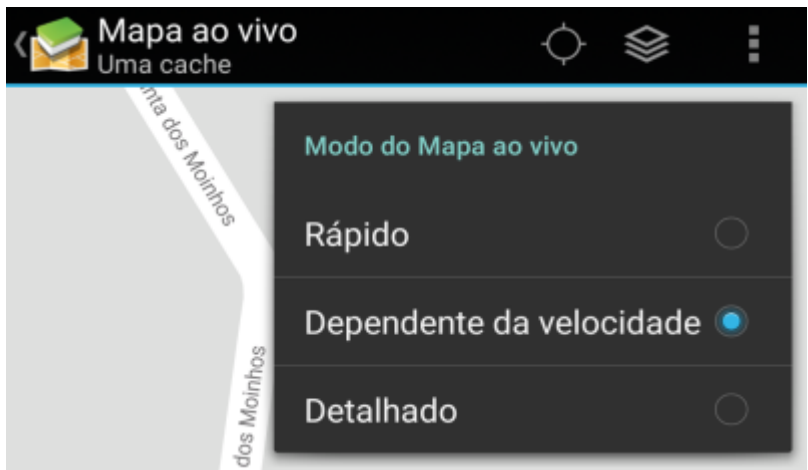 Mapa ao vivo
Uma cache
nta dos Moinhos
Modo do Mapa ao vivo
Rápido
Dependente da velocidade
dos Moinhos
Detalhado